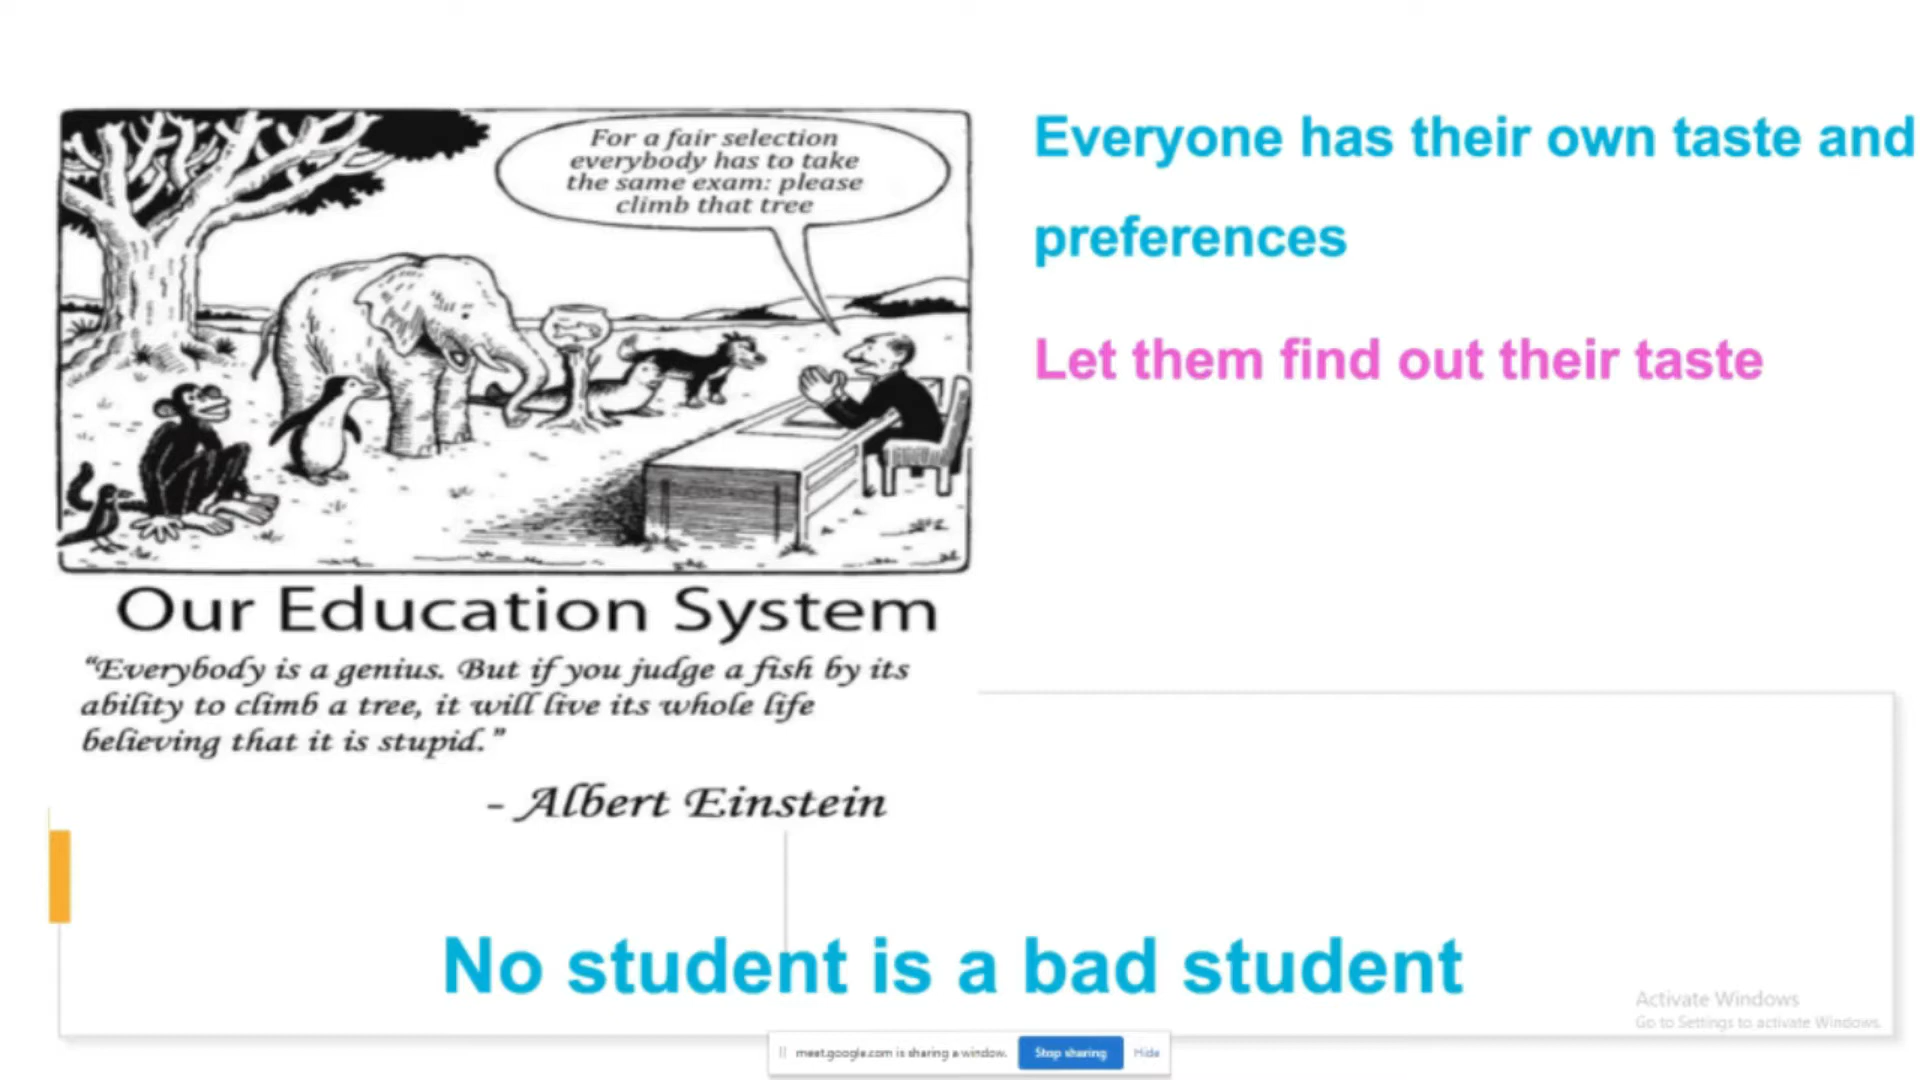 For a fair selection
everybody has to take
the same exam: please
climb that tree
Our Education System
“Everybody is a genius. But if you judge a fish by its
ability to climb a tree, it will live its whole life
believing that it is stupid.”
- Albert Einstein
Everyone has their own taste and
preferences
Let them find out their taste
No student is a bad student
Activate Windows
Go to Settings to activate Windows.
meet.google.com is sharing a window.
Stop sharing
Hide